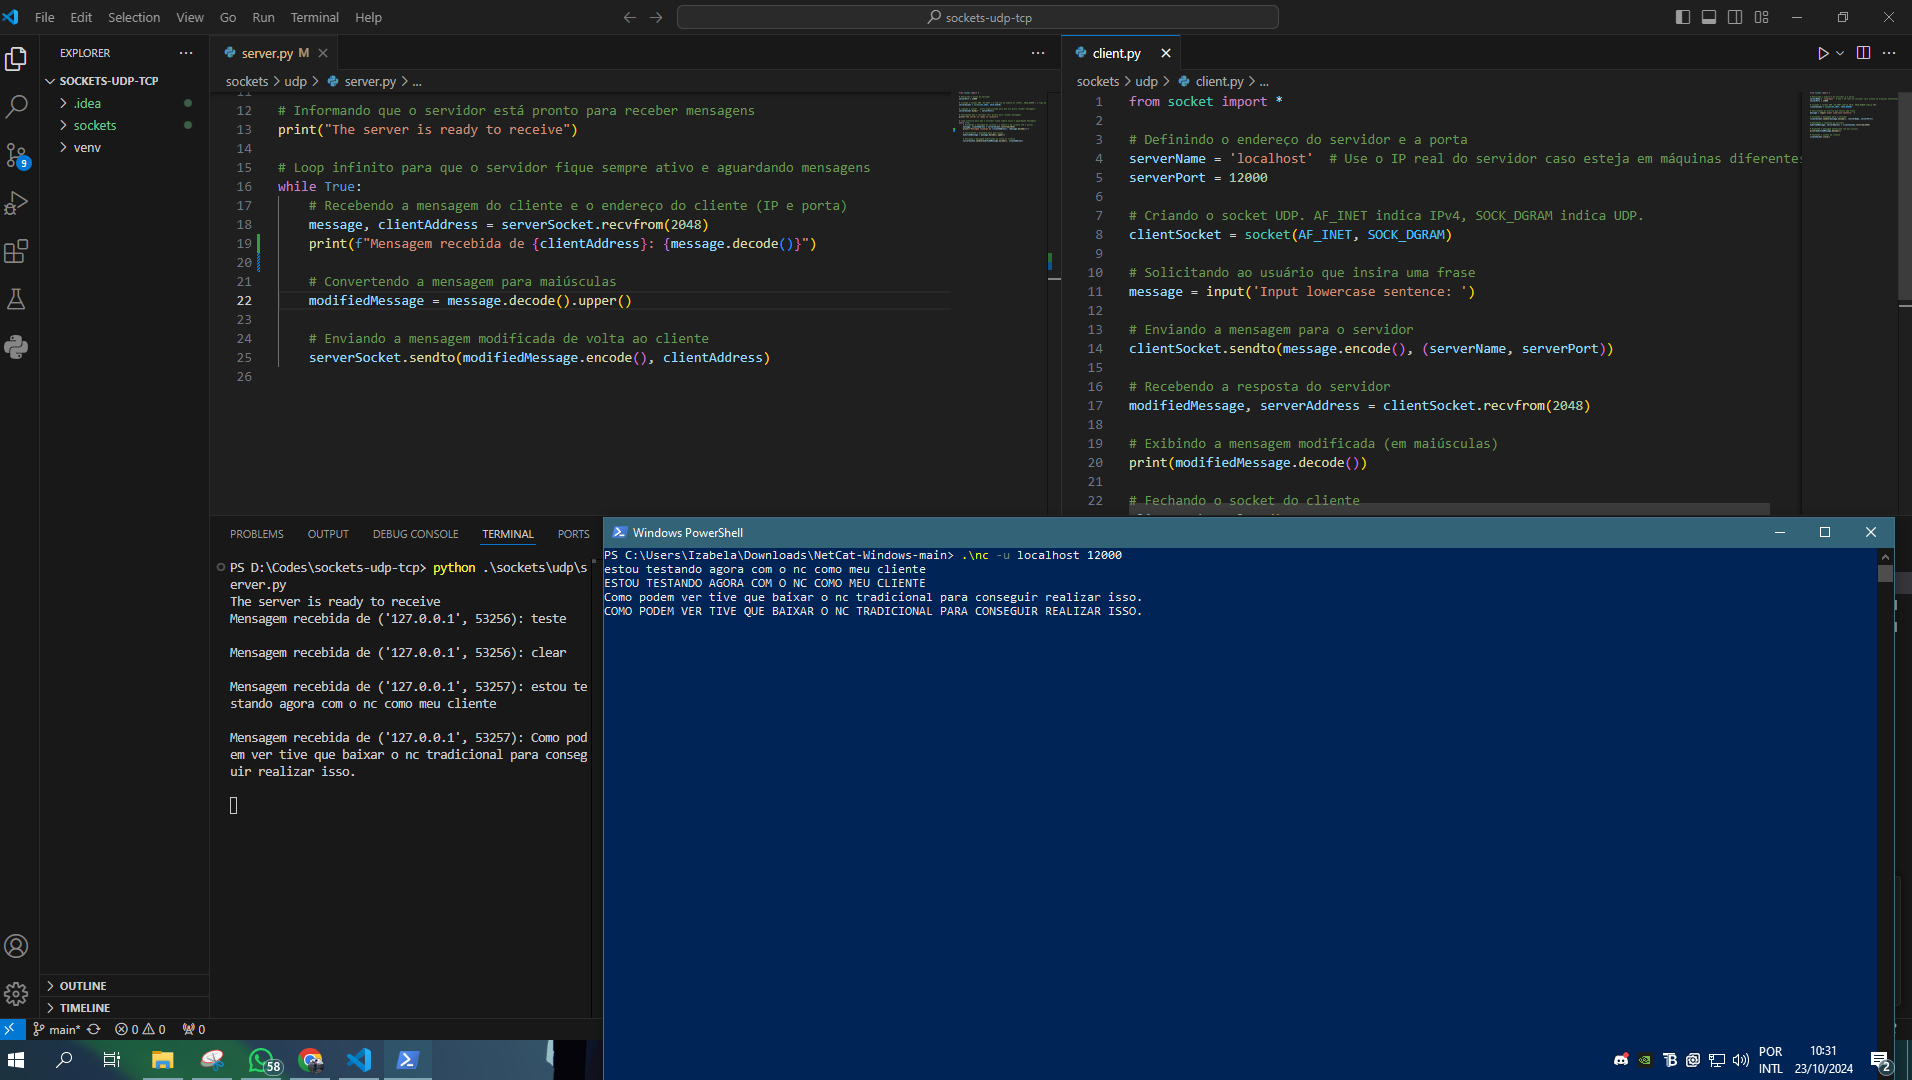 File Edit Selection View Go Run Terminal Help
sockets-udp-tcp
EXPLORER
SOCKETS-UDP-TCP
.idea
sockets
venv
9
server.py M
sockets > udp > server.py > ...
11
12 # Informando que o servidor está pronto para receber mensagens
13 print("The server is ready to receive")
14
15 # Loop infinito para que o servidor fique sempre ativo e aguardando mensagens
16 while True:
17 # Recebendo a mensagem do cliente e o endereço do cliente (IP e porta)
18 message, clientAddress = serverSocket.recvfrom(2048)
19 print(f"Mensagem recebida de {clientAddress}: {message.decode()}")
20
21 # Convertendo a mensagem para maiúsculas
22 modifiedMessage = message.decode().upper()
23
24 # Enviando a mensagem modificada de volta ao cliente
25 serverSocket.sendto(modifiedMessage.encode(), clientAddress)
26
client.py
sockets > udp > client.py > ...
1 from socket import *
2
3 # Definindo o endereço do servidor e a porta
4 serverName = 'localhost' # Use o IP real do servidor caso esteja em máquinas diferentes
5 serverPort = 12000
6
7 # Criando o socket UDP. AF_INET indica IPv4, SOCK_DGRAM indica UDP.
8 clientSocket = socket(AF_INET, SOCK_DGRAM)
9
10 # Solicitando ao usuário que insira uma frase
11 message = input('Input lowercase sentence: ')
12
13 # Enviando a mensagem para o servidor
14 clientSocket.sendto(message.encode(), (serverName, serverPort))
15
16 # Recebendo a resposta do servidor
17 modifiedMessage, serverAddress = clientSocket.recvfrom(2048)
18
19 # Exibindo a mensagem modificada (em maiúsculas)
20 print(modifiedMessage.decode())
21
22 # Fechando o socket do cliente
PROBLEMS OUTPUT DEBUG CONSOLE TERMINAL PORTS
PS D:\Codes\sockets-udp-tcp> python .\sockets\udp\s
erver.py
The server is ready to receive
Mensagem recebida de ('127.0.0.1', 53256): teste
Mensagem recebida de ('127.0.0.1', 53256): clear
Mensagem recebida de ('127.0.0.1', 53257): estou te
stando agora com o nc como meu cliente
Mensagem recebida de ('127.0.0.1', 53257): Como pod
em ver tive que baixar o nc tradicional para conseg
uir realizar isso.
Windows PowerShell
PS C:\Users\Izabela\Downloads\NetCat-Windows-main> .\nc -u localhost 12000
estou testando agora com o nc como meu cliente
ESTOU TESTANDO AGORA COM O NC COMO MEU CLIENTE
Como podem ver tive que baixar o nc tradicional para conseguir realizar isso.
COMO PODEM VER TIVE QUE BAIXAR O NC TRADICIONAL PARA CONSEGUIR REALIZAR ISSO.
OUTLINE
TIMELINE
main* 0 0 0
58
POR
INTL
10:31
23/10/2024
2